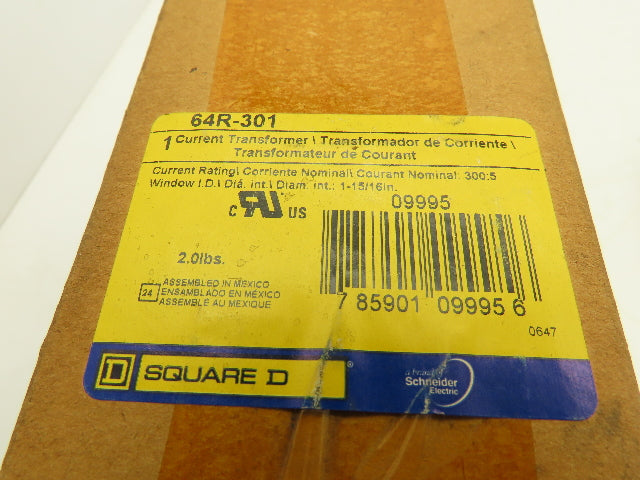 64R-301
1 Current Transformer \ Transformador de Corriente \
Transformateur de Courant
Current Rating\ Corriente Nominal\ Courant Nominal: 300:5
Window I.D.\ Diá. int.\ Diam. int.: 1-15/16in.
c UR US
09995
2.0lbs.
24
ASSEMBLED IN MEXICO
ENSAMBLADO EN MÉXICO
ASSEMBLÉ AU MEXIQUE
7 85901 09995 6
0647
D SQUARE D ®
a brand of
Schneider
Electric